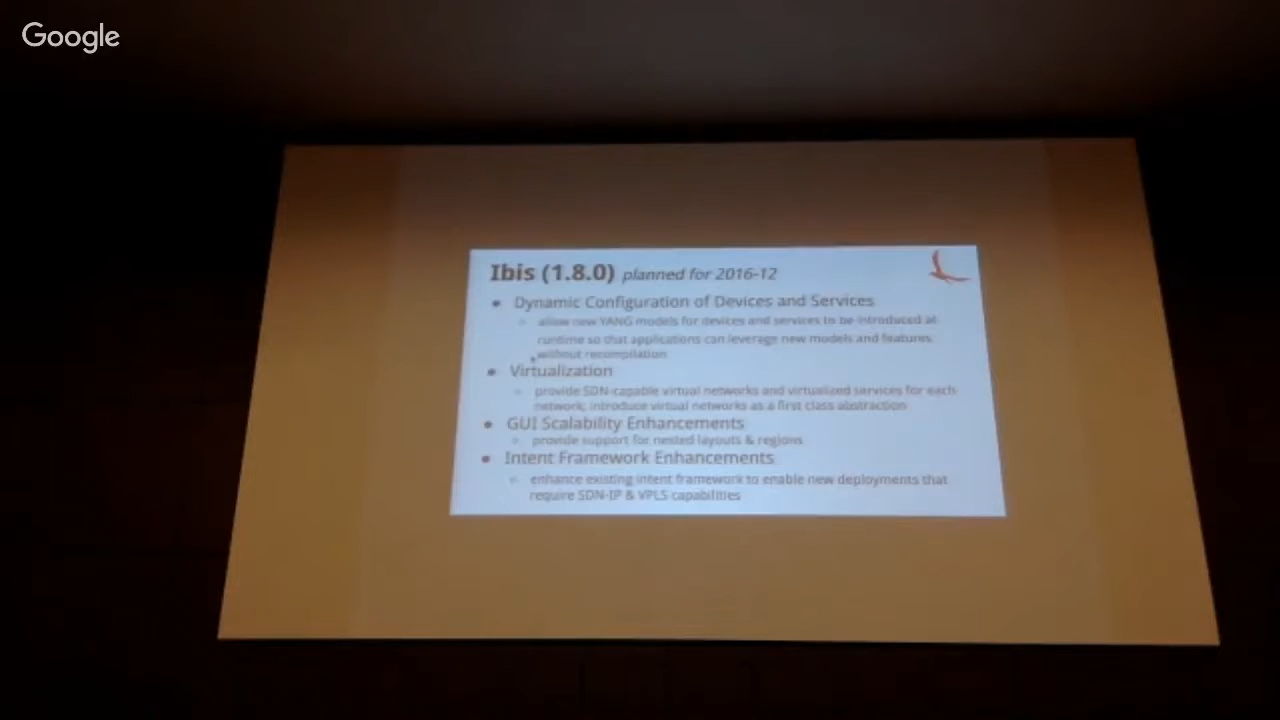 Google
Ibis (1.8.0) planned for 2016-12
Dynamic Configuration of Devices and Services
allow new YANG models for devices and services to be introduced at
runtime so that applications can leverage new models and features
without recompilation
Virtualization
provide SDN-capable virtual networks and virtualized services for each
network; introduce virtual networks as a first class abstraction
GUI Scalability Enhancements
provide support for nested layouts & regions
Intent Framework Enhancements
enhance existing intent framework to enable new deployments that
require SDN-IP & VPLS capabilities